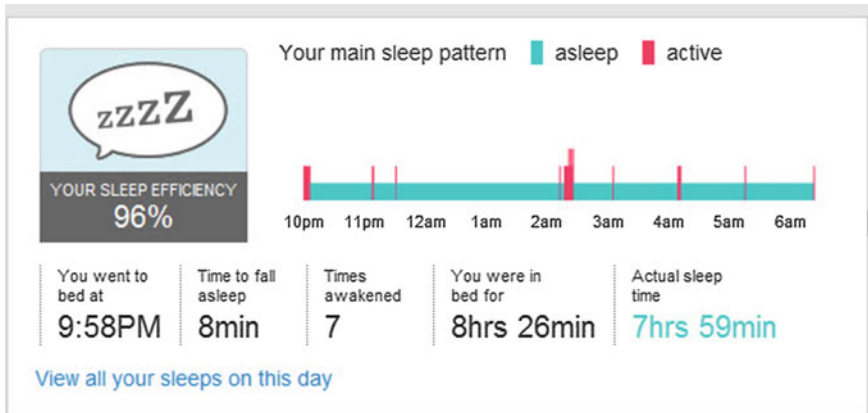 zzzZ
YOUR SLEEP EFFICIENCY
96%
Your main sleep pattern asleep active
10pm 11pm 12am 1am 2am 3am 4am 5am 6am
You went to
bed at
9:58PM
Time to fall
asleep
8min
Times
awakened
7
You were in
bed for
8hrs 26min
Actual sleep
time
7hrs 59min
View all your sleeps on this day